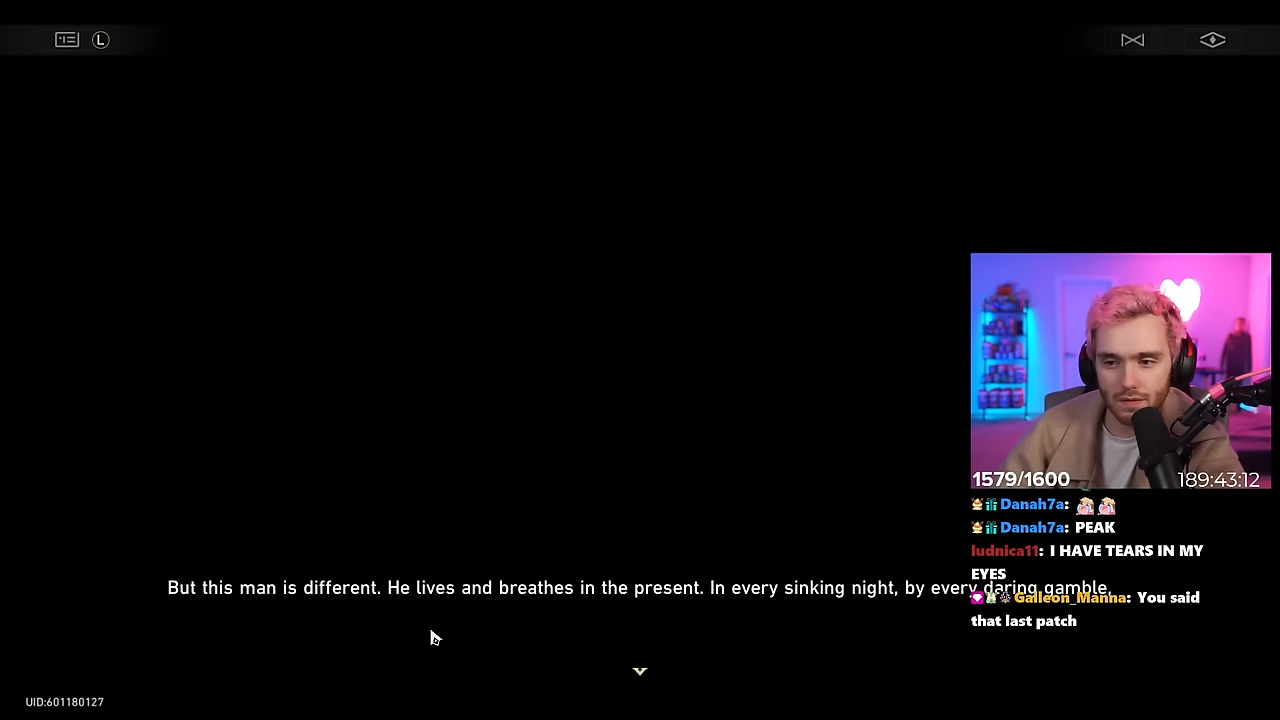 L
1579/1600
189:43:12
Danah7a:
Danah7a: PEAK
ludnica11: I HAVE TEARS IN MY
EYES
But this man is different. He lives and breathes in the present. In every sinking night, by every daring gamble,
Galleon_Manna: You said
that last patch
UID:601180127